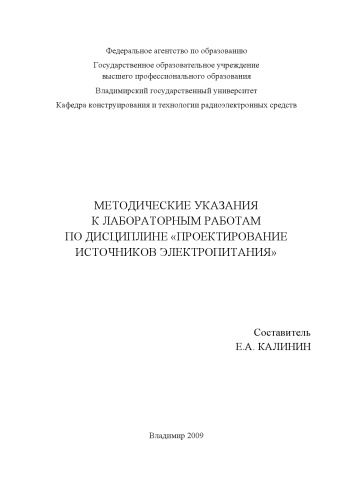 Федеральное агентство по образованию
Государственное образовательное учреждение
высшего профессионального образования
Владимирский государственный университет
Кафедра конструирования и технологии радиоэлектронных средств
МЕТОДИЧЕСКИЕ УКАЗАНИЯ
К ЛАБОРАТОРНЫМ РАБОТАМ
ПО ДИСЦИПЛИНЕ «ПРОЕКТИРОВАНИЕ
ИСТОЧНИКОВ ЭЛЕКТРОПИТАНИЯ»
Составитель
Е.А. КАЛИНИН
Владимир 2009